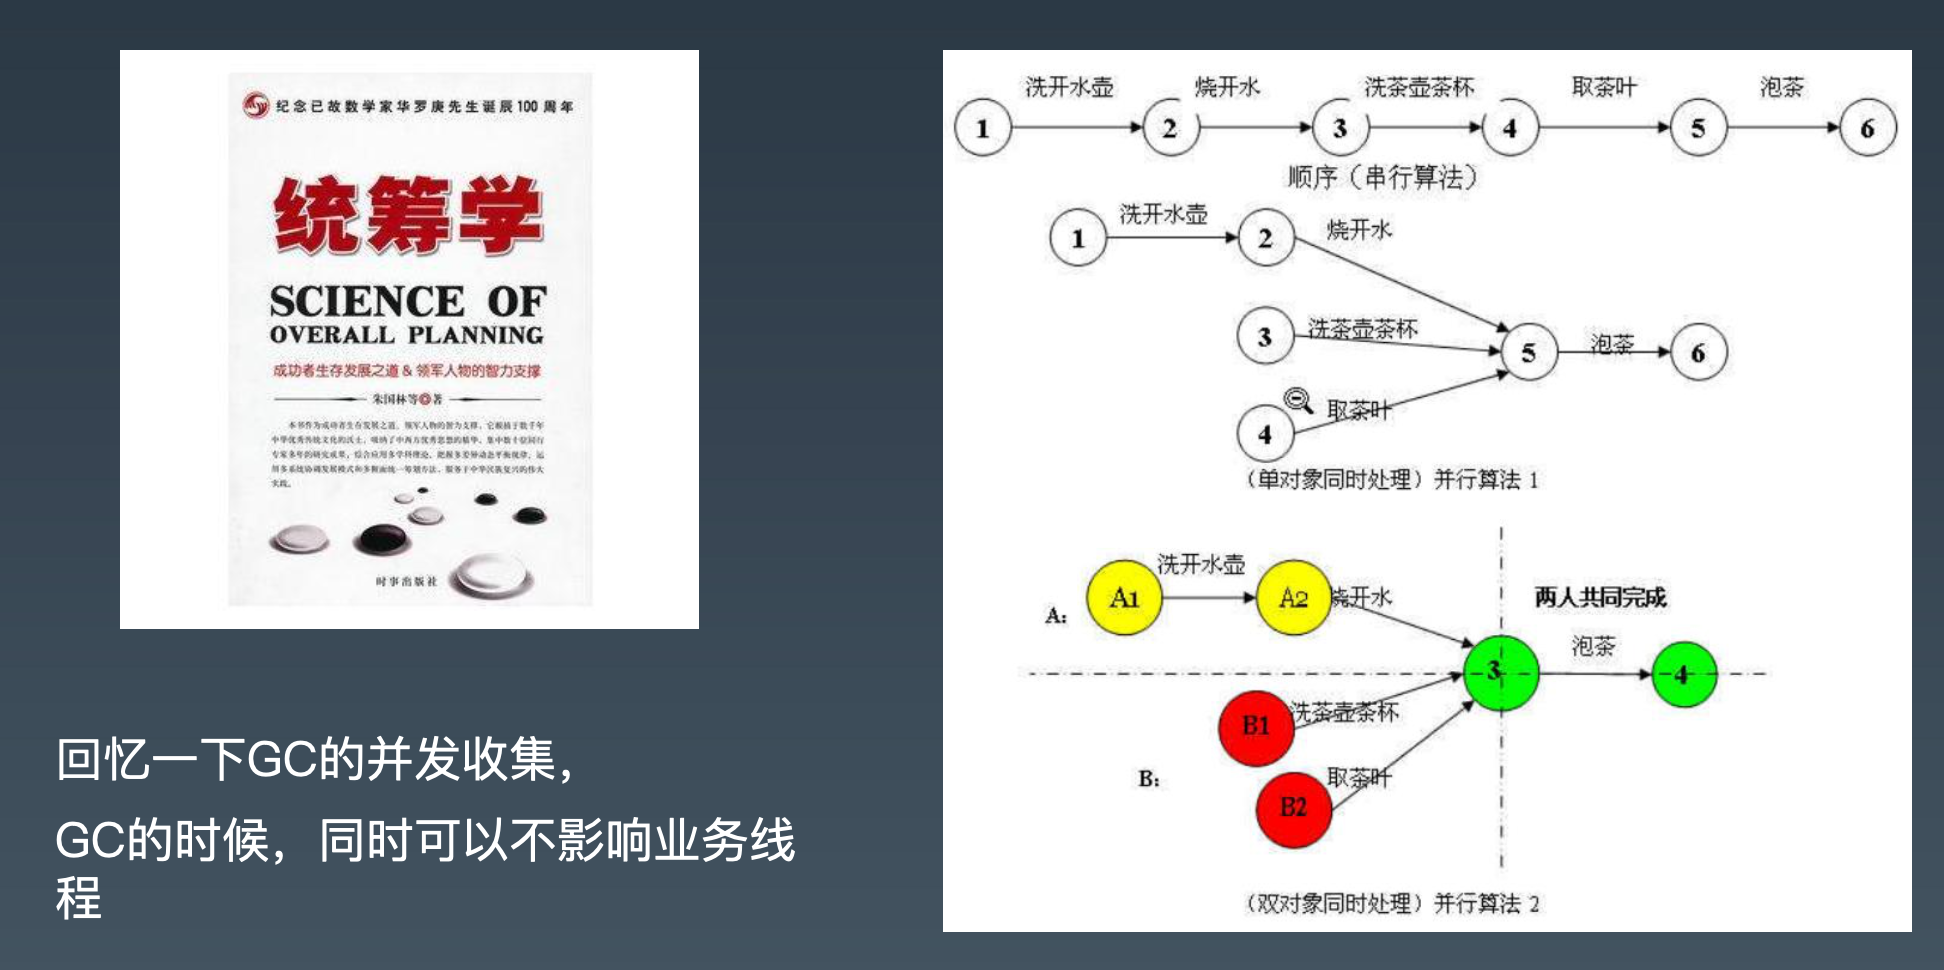 纪念已故数学家华罗庚先生诞辰100周年
统筹学
SCIENCE OF
OVERALL PLANNING
成功者生存发展之道 & 领军人物的智力支撑
朱国林等 著
时事出版社
回忆一下GC的并发收集，
GC的时候，同时可以不影响业务线
程
洗开水壶 烧开水 洗茶壶茶杯 取茶叶 泡茶
1 2 3 4 5 6
顺序（串行算法）
洗开水壶 烧开水
1 2
3 洗茶壶茶杯 5 泡茶 6
4 取茶叶
（单对象同时处理）并行算法 1
洗开水壶
A: A1 A2 烧开水 两人共同完成
泡茶
3 4
B1 洗茶壶茶杯
B: B2 取茶叶
（双对象同时处理）并行算法 2